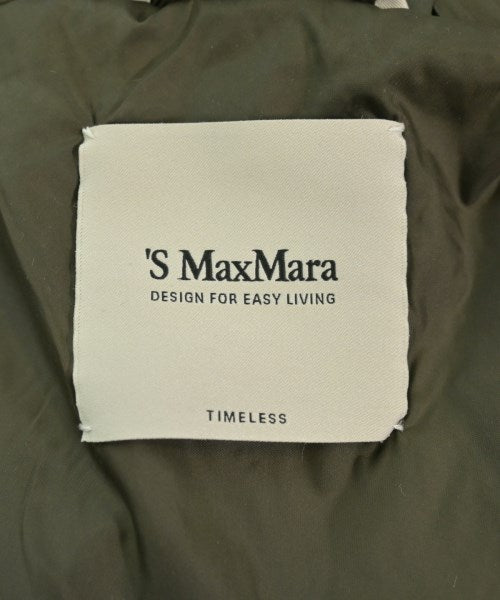 'S MaxMara
DESIGN FOR EASY LIVING
TIMELESS